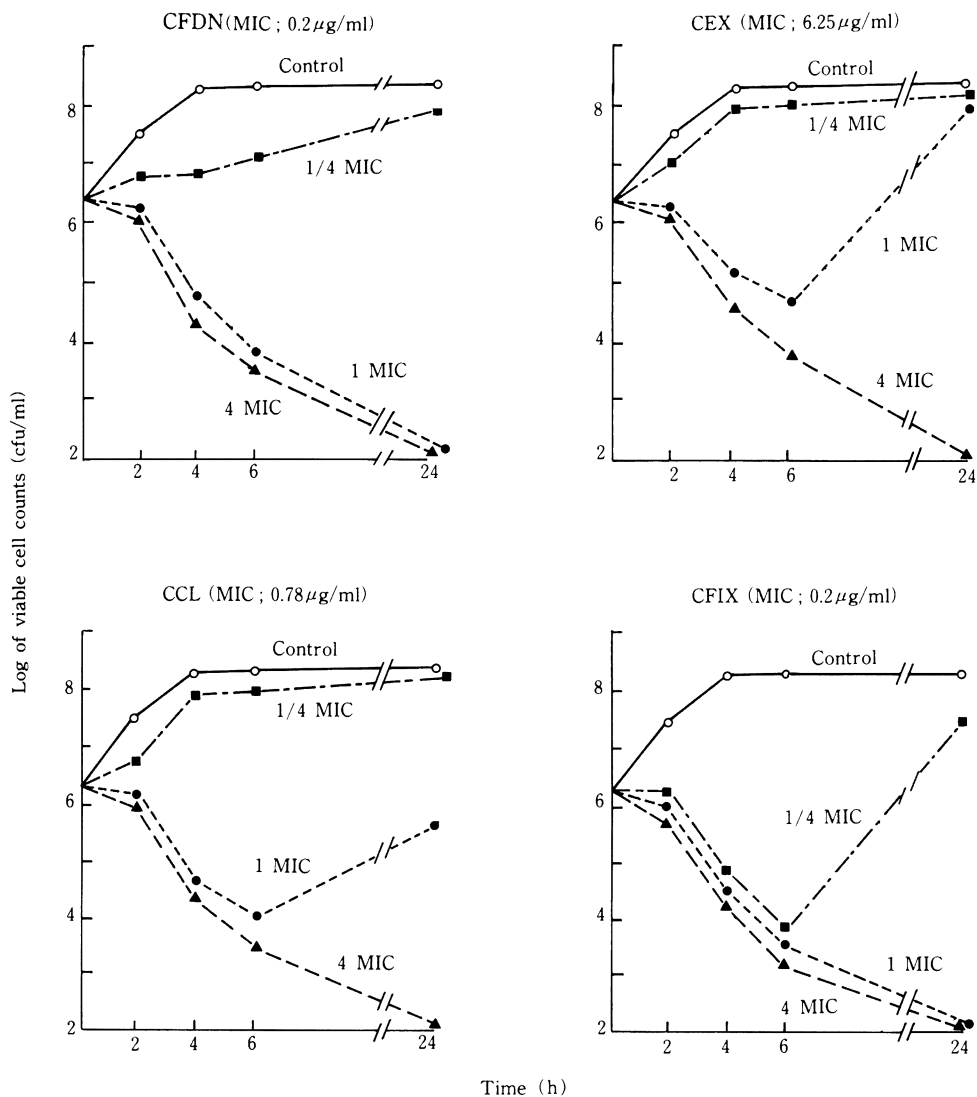 CFDN (MIC ; 0.2μg/ml)
Control
1/4 MIC
1 MIC
4 MIC
8
6
4
2
2 4 6 24
CEX (MIC ; 6.25μg/ml)
Control
1/4 MIC
1 MIC
4 MIC
8
6
4
2
2 4 6 24
Log of viable cell counts (cfu/ml)
CCL (MIC ; 0.78μg/ml)
Control
1/4 MIC
1 MIC
4 MIC
8
6
4
2
2 4 6 24
CFIX (MIC ; 0.2μg/ml)
Control
1/4 MIC
1 MIC
4 MIC
8
6
4
2
2 4 6 24
Time (h)